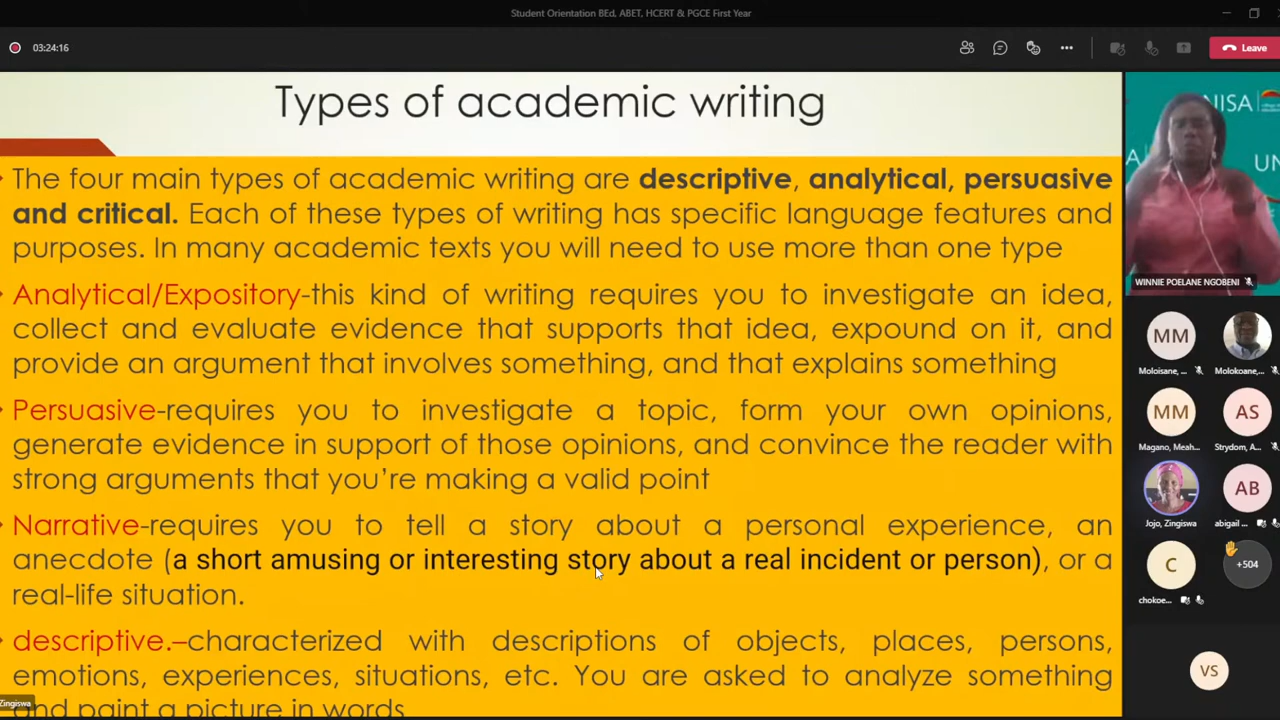 Student Orientation BEd, ABET, HCERT & PGCE First Year
03:24:16
Leave
Types of academic writing
The four main types of academic writing are descriptive, analytical, persuasive
and critical. Each of these types of writing has specific language features and
purposes. In many academic texts you will need to use more than one type
Analytical/Expository-this kind of writing requires you to investigate an idea,
collect and evaluate evidence that supports that idea, expound on it, and
provide an argument that involves something, and that explains something
Persuasive-requires you to investigate a topic, form your own opinions,
generate evidence in support of those opinions, and convince the reader with
strong arguments that you're making a valid point
Narrative-requires you to tell a story about a personal experience, an
anecdote (a short amusing or interesting story about a real incident or person), or a
real-life situation.
descriptive.–characterized with descriptions of objects, places, persons,
emotions, experiences, situations, etc. You are asked to analyze something
and paint a picture in words
Zingiswa
NISA
UN
WINNIE POELANE NGOBENI
MM
Moloisane, ...
Molokoane,...
MM
AS
Magano, Meah...
Strydom, A...
AB
Jojo, Zingiswa
abigail ...
C
+504
chokoe...
VS